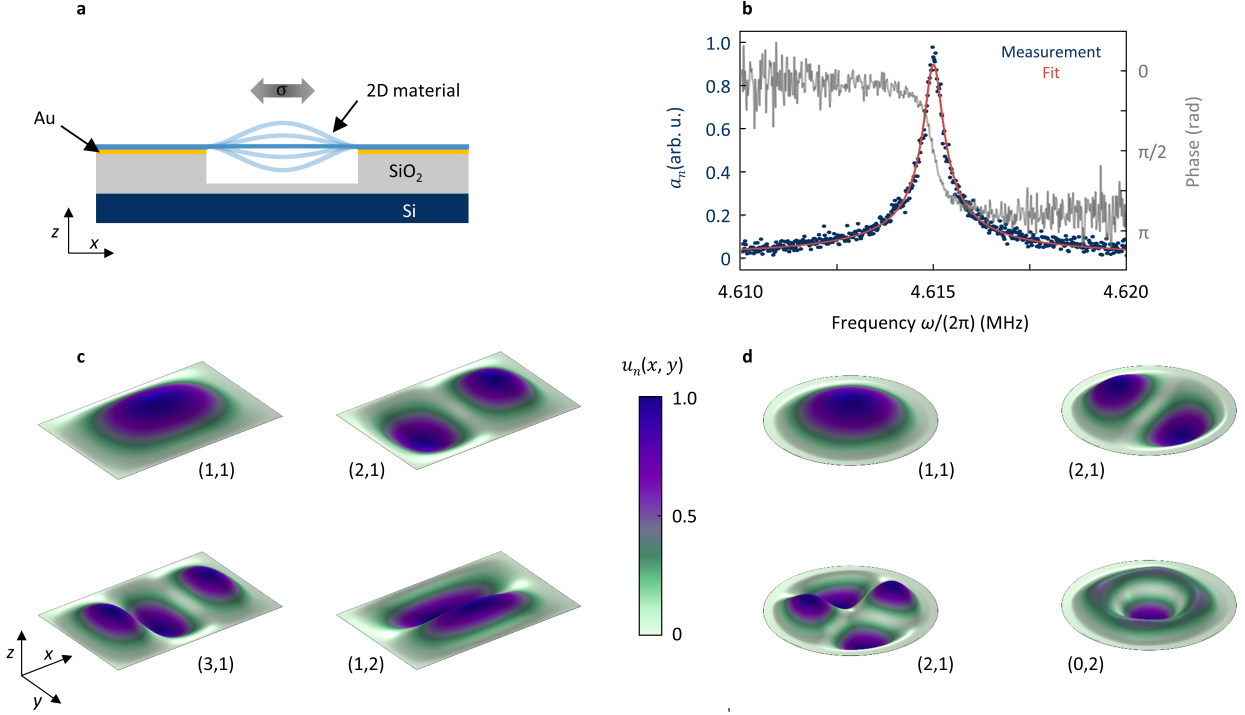 a
σ
2D material
Au
SiO₂
Si
z
x
b
1.0
0.8
0.6
0.4
0.2
0
aₙ(arb. u.)
Measurement
Fit
0
π/2
π
Phase (rad)
4.610
4.615
4.620
Frequency ω/(2π) (MHz)
c
(1,1)
(2,1)
(3,1)
(1,2)
z
x
y
uₙ(x, y)
1.0
0.5
0
d
(1,1)
(2,1)
(2,1)
(0,2)